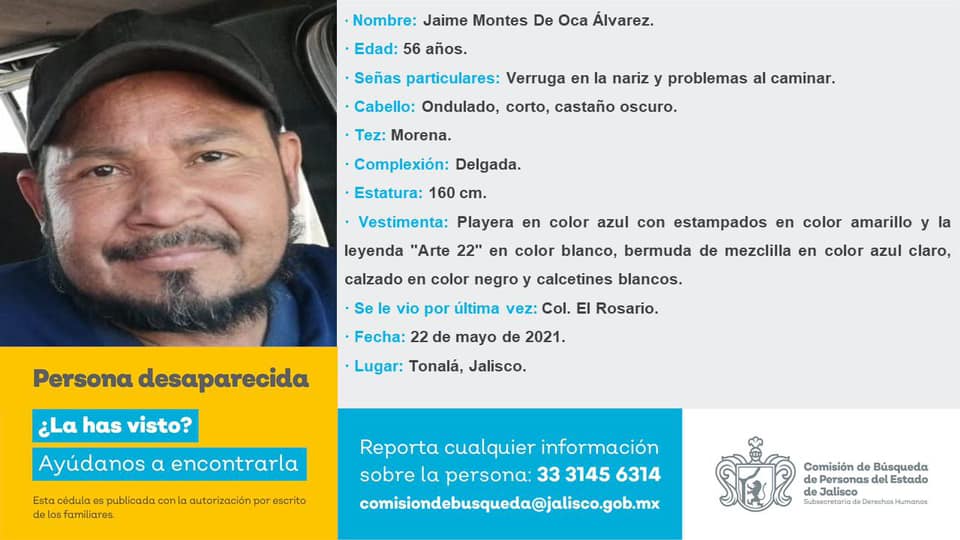 · Nombre: Jaime Montes De Oca Álvarez.
· Edad: 56 años.
· Señas particulares: Verruga en la nariz y problemas al caminar.
· Cabello: Ondulado, corto, castaño oscuro.
· Tez: Morena.
· Complexión: Delgada.
· Estatura: 160 cm.
· Vestimenta: Playera en color azul con estampados en color amarillo y la
leyenda "Arte 22" en color blanco, bermuda de mezclilla en color azul claro,
calzado en color negro y calcetines blancos.
· Se le vio por última vez: Col. El Rosario.
· Fecha: 22 de mayo de 2021.
· Lugar: Tonalá, Jalisco.
Persona desaparecida
¿La has visto?
Ayúdanos a encontrarla
Esta cédula es publicada con la autorización por escrito
de los familiares.
Reporta cualquier información
sobre la persona: 33 3145 6314
comisiondebusqueda@jalisco.gob.mx
Comisión de Búsqueda
de Personas del Estado
de Jalisco
Subsecretaría de Derechos Humanos